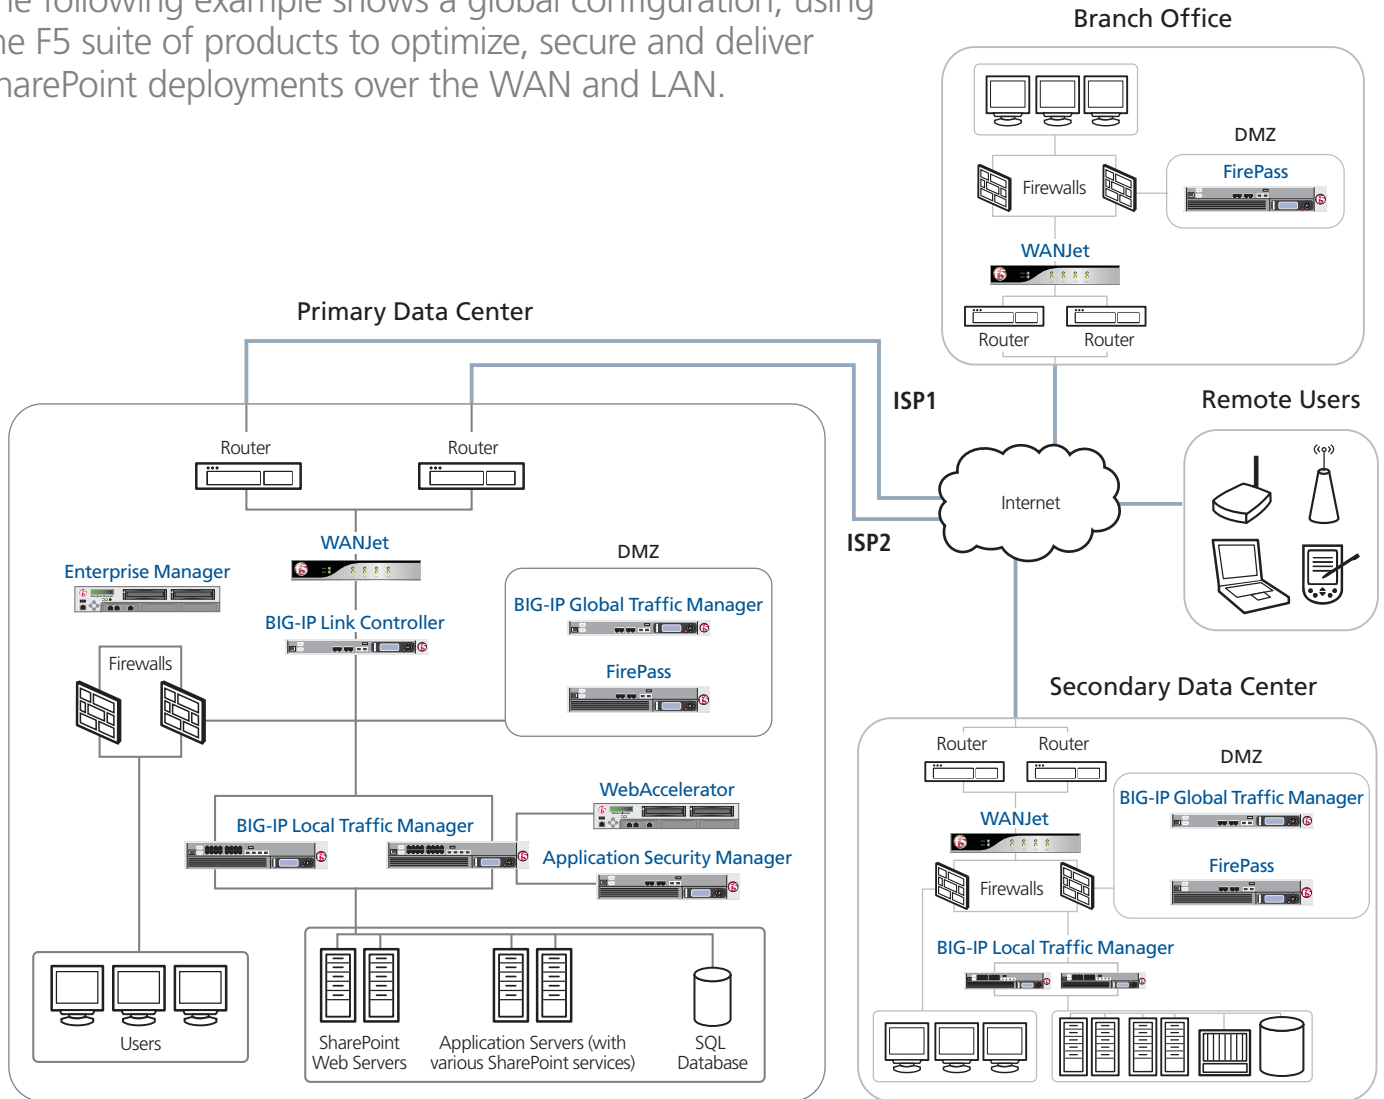 he following example shows a global configuration, using
he F5 suite of products to optimize, secure and deliver
harePoint deployments over the WAN and LAN.
Branch Office
DMZ
FirePass
Firewalls
WANJet
Router
Router
Primary Data Center
ISP1
ISP2
Internet
Remote Users
Router
Router
WANJet
Enterprise Manager
BIG-IP Link Controller
DMZ
BIG-IP Global Traffic Manager
FirePass
Firewalls
BIG-IP Local Traffic Manager
WebAccelerator
Application Security Manager
Users
SharePoint
Web Servers
Application Servers (with
various SharePoint services)
SQL
Database
Secondary Data Center
Router
Router
DMZ
BIG-IP Global Traffic Manager
FirePass
WANJet
Firewalls
BIG-IP Local Traffic Manager